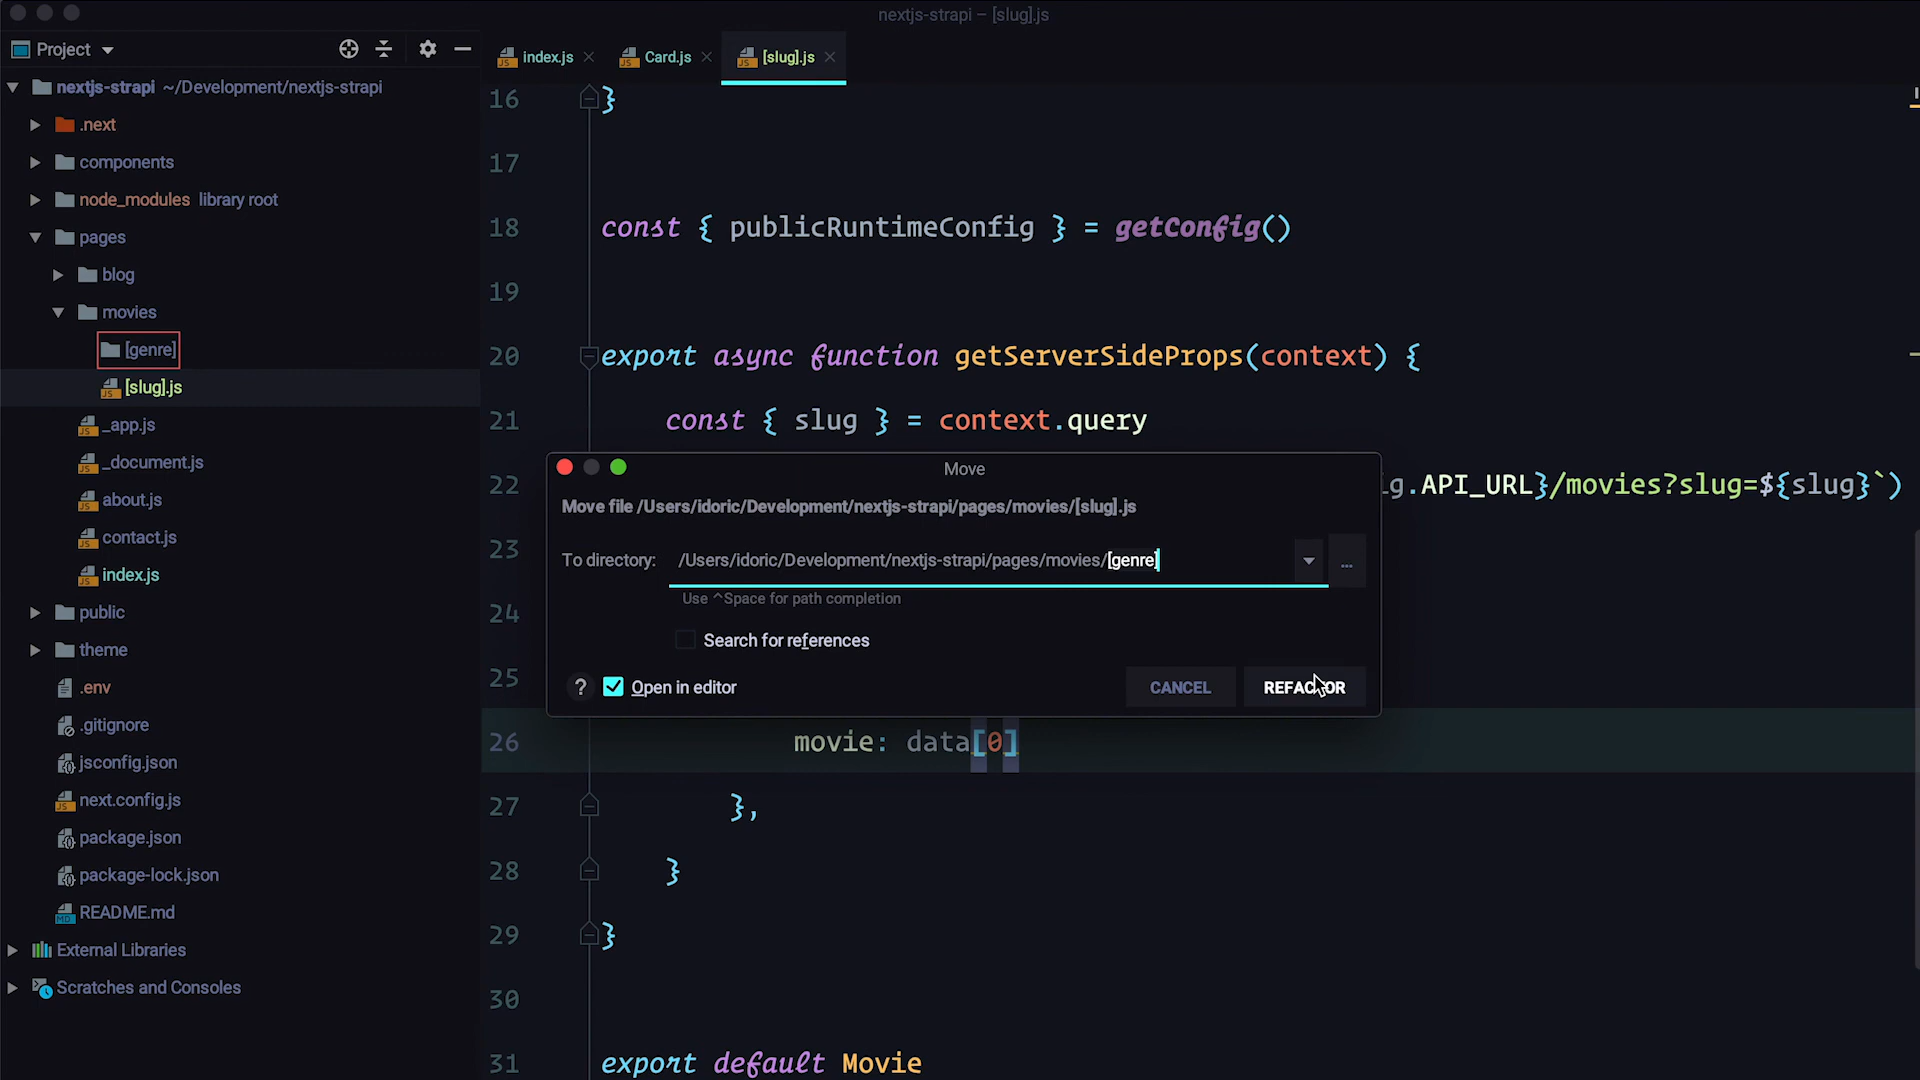 nextjs-strapi – [slug].js
Project
nextjs-strapi ~/Development/nextjs-strapi
.next
components
node_modules library root
pages
blog
movies
[genre]
[slug].js
_app.js
_document.js
about.js
contact.js
index.js
public
theme
.env
.gitignore
jsconfig.json
next.config.js
package.json
package-lock.json
README.md
External Libraries
Scratches and Consoles
index.js Card.js [slug].js
16 }
17
18 const { publicRuntimeConfig } = getConfig()
19
20 export async function getServerSideProps(context) {
21 const { slug } = context.query
22 g.API_URL}/movies?slug=${slug}`)
23
24
25
26 movie: data[0]
27 },
28 }
29 }
30
31 export default Movie
Move
Move file /Users/idoric/Development/nextjs-strapi/pages/movies/[slug].js
To directory: /Users/idoric/Development/nextjs-strapi/pages/movies/[genre] ...
Use ^Space for path completion
Search for references
? Open in editor CANCEL REFACTOR